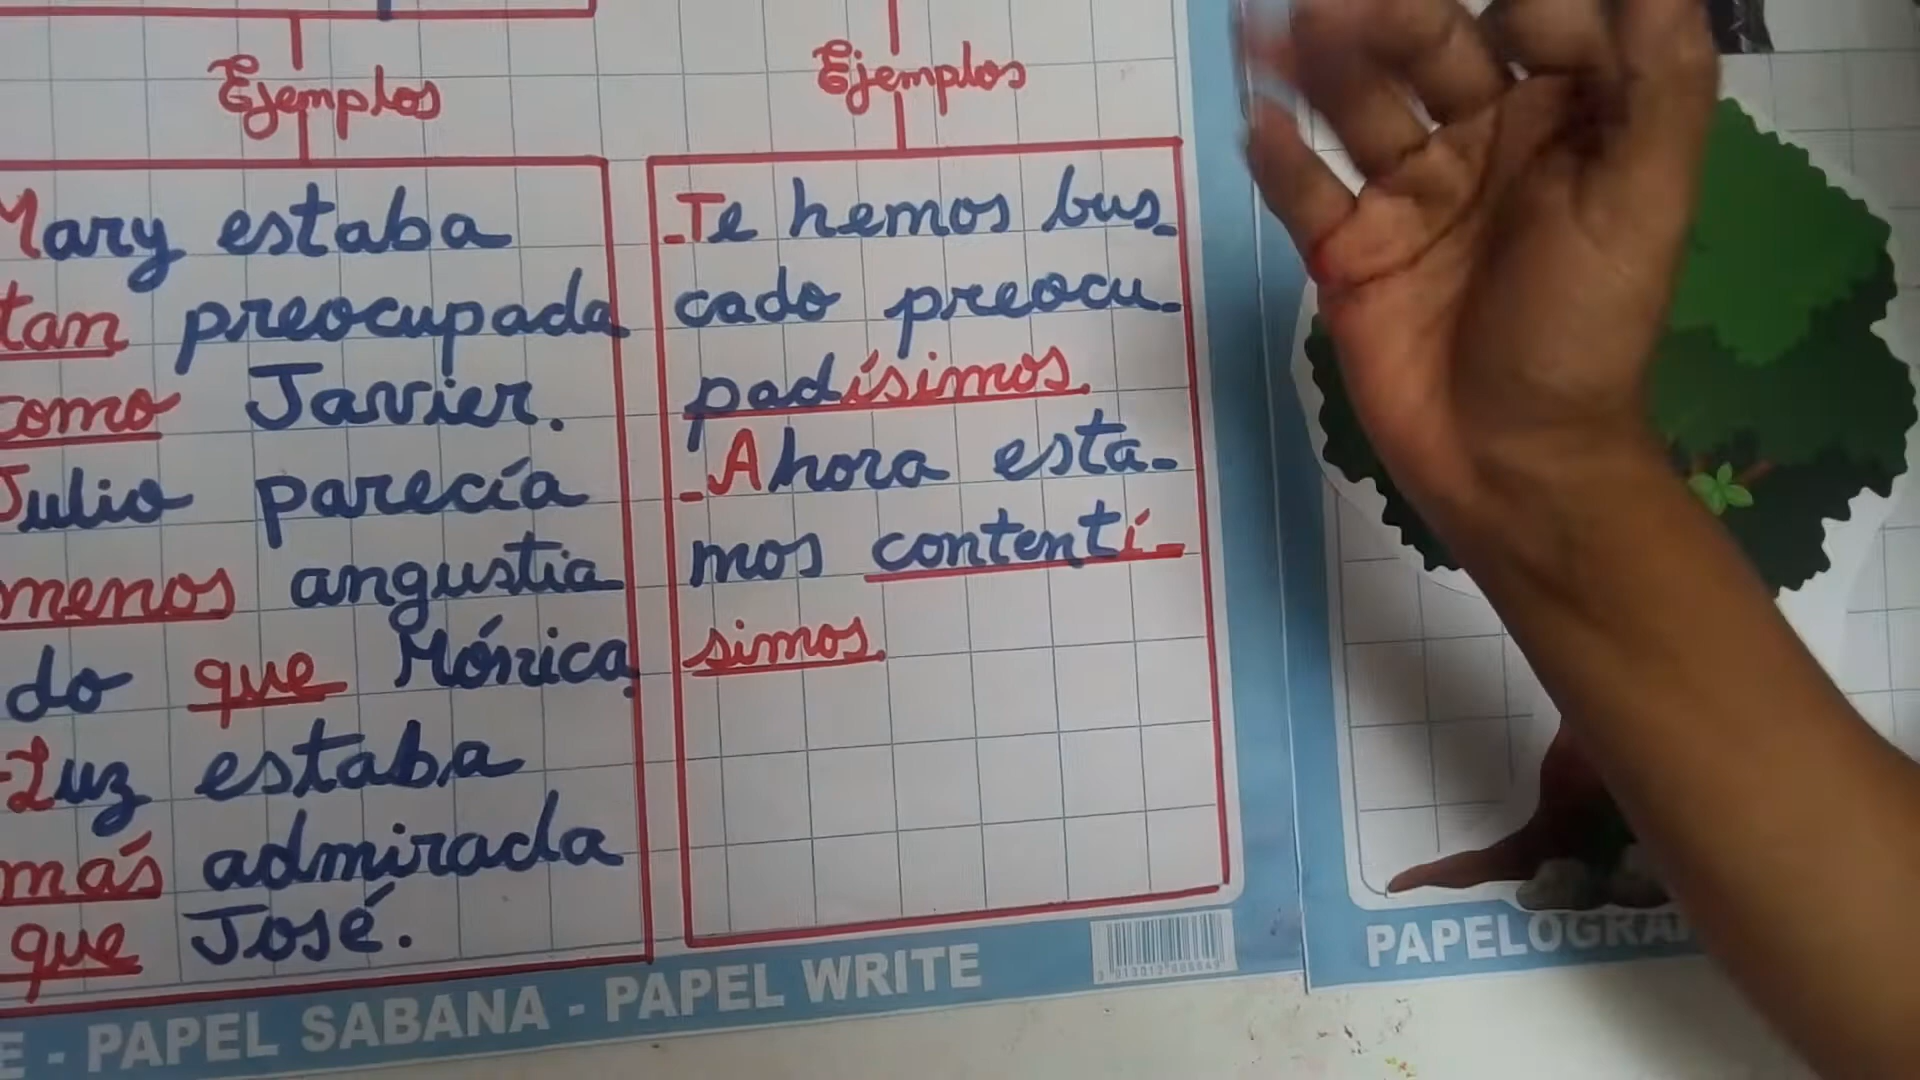 Ejemplos
Mary estaba
tan preocupada
como Javier.
Julio parecía
menos angustia
do que Mónica.
-Luz estaba
más admirada
que José.
Ejemplos
-Te hemos bus-
cado preocu-
padísimos.
-Ahora esta-
mos contentí-
simos.
E - PAPEL SABANA - PAPEL WRITE